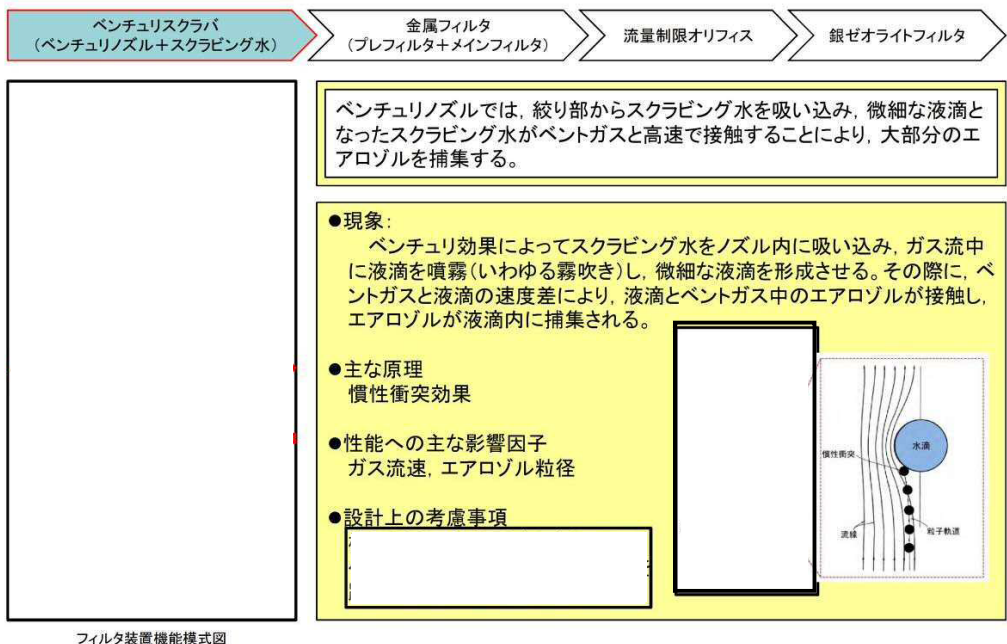 ベンチュリスクラバ
(ベンチュリノズル+スクラビング水)
金属フィルタ
(プレフィルタ+メインフィルタ)
流量制限オリフィス
銀ゼオライトフィルタ
ベンチュリノズルでは, 絞り部からスクラビング水を吸い込み, 微細な液滴と
なったスクラビング水がベントガスと高速で接触することにより, 大部分のエ
アロゾルを捕集する。
●現象:
ベンチュリ効果によってスクラビング水をノズル内に吸い込み, ガス流中
に液滴を噴霧(いわゆる霧吹き)し, 微細な液滴を形成させる。その際に, ベ
ントガスと液滴の速度差により, 液滴とベントガス中のエアロゾルが接触し,
エアロゾルが液滴内に捕集される。
●主な原理
慣性衝突効果
●性能への主な影響因子
ガス流速, エアロゾル粒径
●設計上の考慮事項
水滴
慣性衝突
流線
粒子軌道
フィルタ装置機能模式図